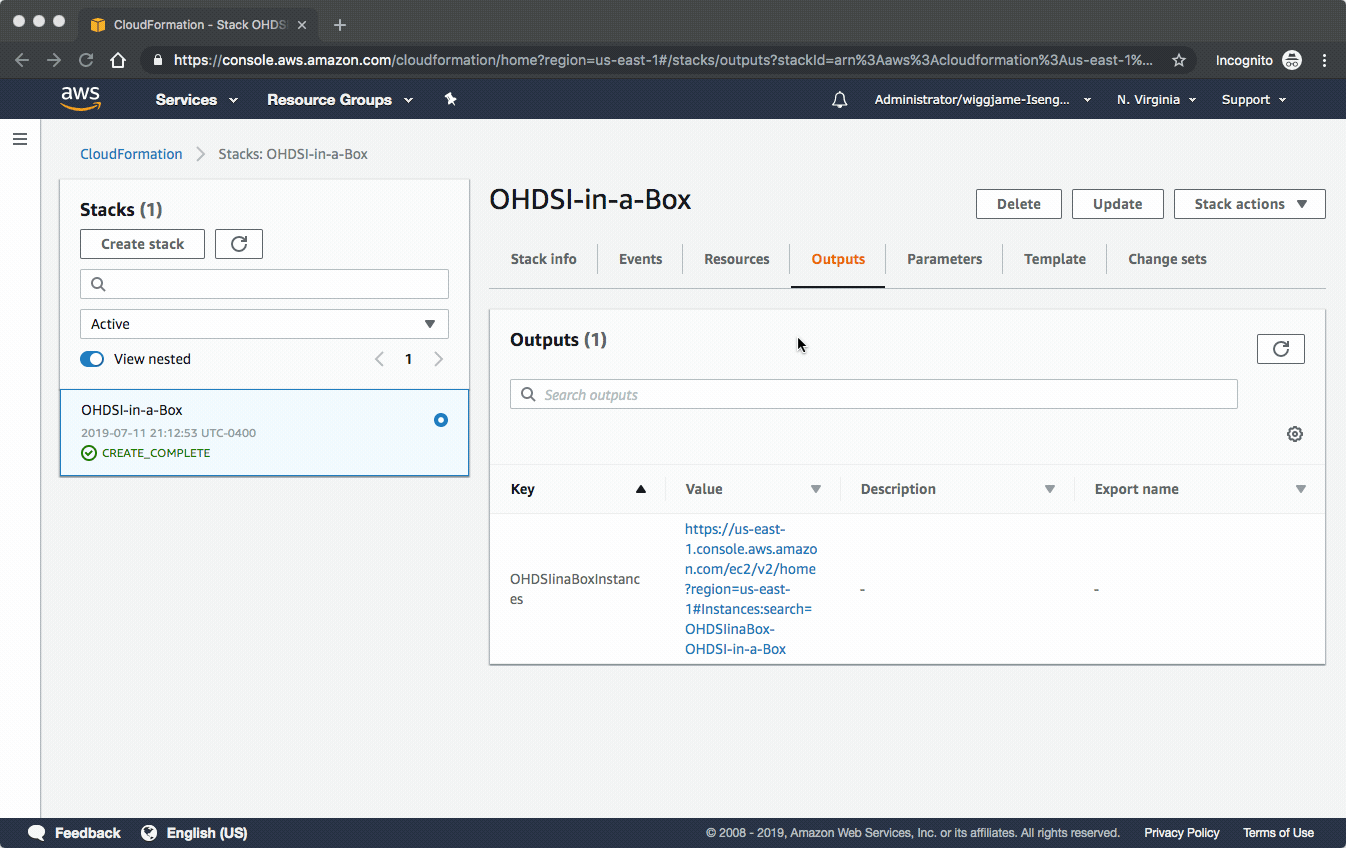 CloudFormation - Stack OHDSI
https://console.aws.amazon.com/cloudformation/home?region=us-east-1#/stacks/outputs?stackId=arn%3Aaws%3Acloudformation%3Aus-east-1%...
Incognito
aws
Services
Resource Groups
Administrator/wiggjame-Iseng...
N. Virginia
Support
CloudFormation
Stacks: OHDSI-in-a-Box
Stacks (1)
Create stack
Active
View nested
1
OHDSI-in-a-Box
2019-07-11 21:12:53 UTC-0400
CREATE_COMPLETE
OHDSI-in-a-Box
Delete
Update
Stack actions
Stack info
Events
Resources
Outputs
Parameters
Template
Change sets
Outputs (1)
Search outputs
Key
Value
Description
Export name
OHDSIinaBoxInstanc
es
https://us-east-
1.console.aws.amazo
n.com/ec2/v2/home
?region=us-east-
1#Instances:search=
OHDSIinaBox-
OHDSI-in-a-Box
-
-
Feedback
English (US)
© 2008 - 2019, Amazon Web Services, Inc. or its affiliates. All rights reserved.
Privacy Policy
Terms of Use